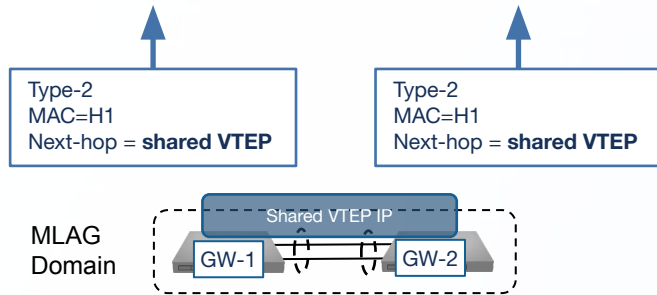 Type-2
MAC=H1
Next-hop = shared VTEP
Type-2
MAC=H1
Next-hop = shared VTEP
Shared VTEP IP
MLAG
Domain
GW-1
GW-2